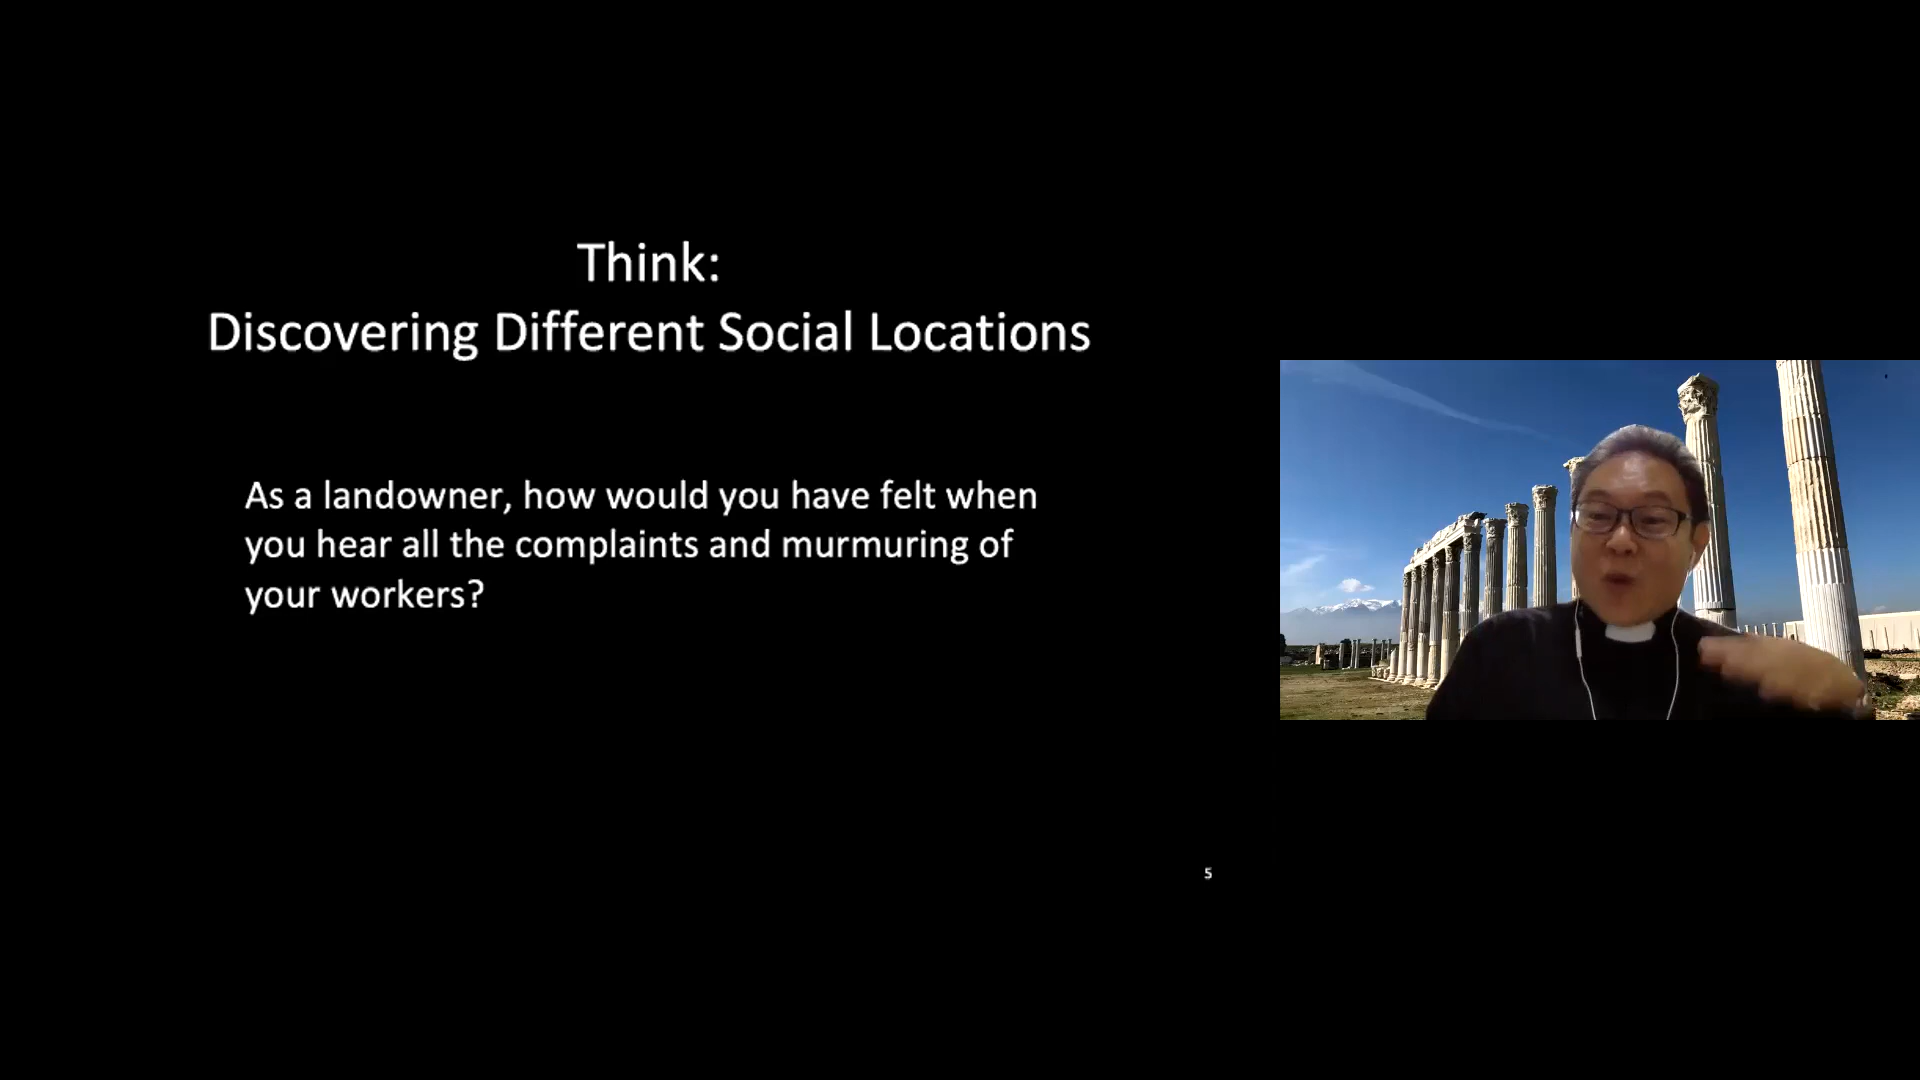 Think:
Discovering Different Social Locations
As a landowner, how would you have felt when
you hear all the complaints and murmuring of
your workers?
5